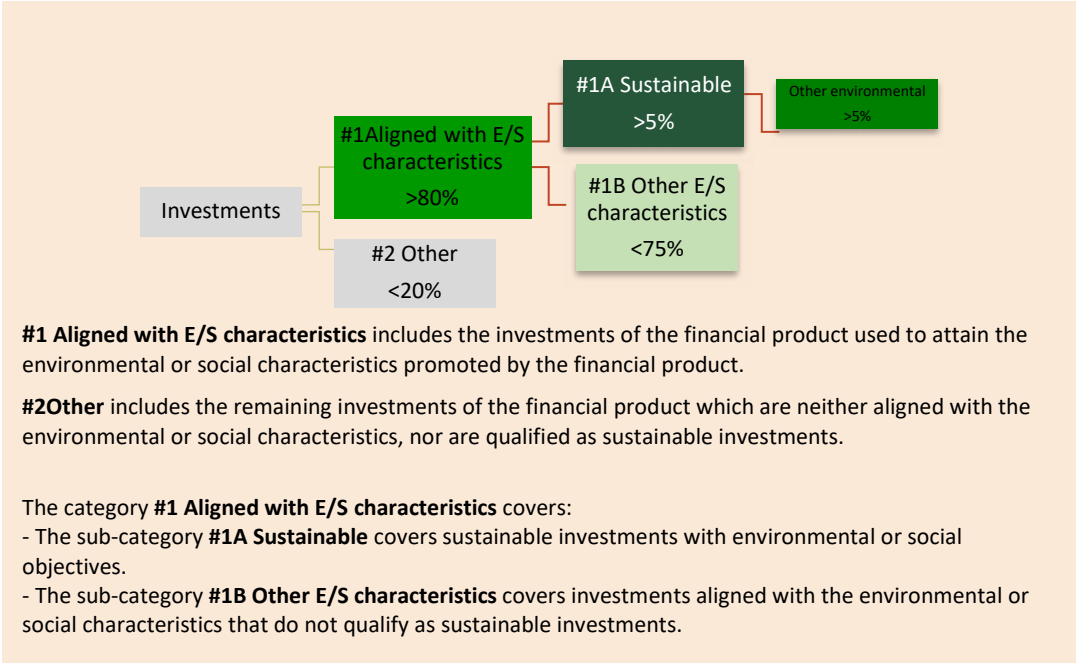 #1A Sustainable
>5%
Other environmental
>5%
#1Aligned with E/S
characteristics
>80%
#1B Other E/S
characteristics
<75%
Investments
#2 Other
<20%
#1 Aligned with E/S characteristics includes the investments of the financial product used to attain the
environmental or social characteristics promoted by the financial product.
#2Other includes the remaining investments of the financial product which are neither aligned with the
environmental or social characteristics, nor are qualified as sustainable investments.
The category #1 Aligned with E/S characteristics covers:
- The sub-category #1A Sustainable covers sustainable investments with environmental or social
objectives.
- The sub-category #1B Other E/S characteristics covers investments aligned with the environmental or
social characteristics that do not qualify as sustainable investments.